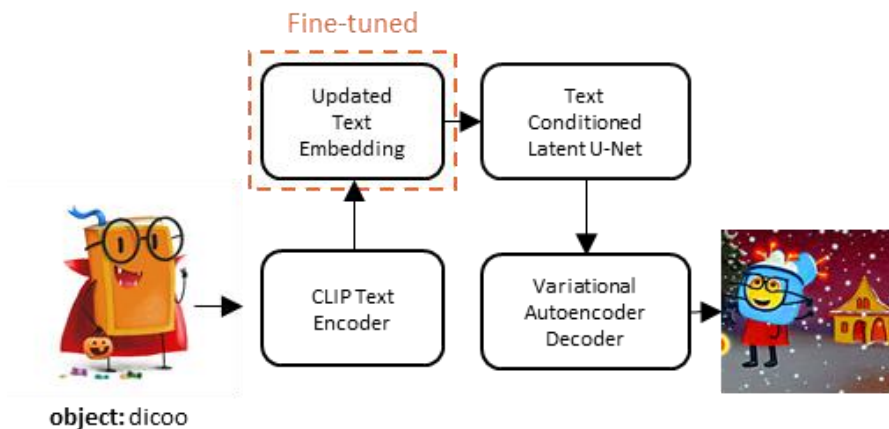 Fine-tuned
Updated
Text
Embedding
Text
Conditioned
Latent U-Net
CLIP Text
Encoder
Variational
Autoencoder
Decoder
object: dicoo